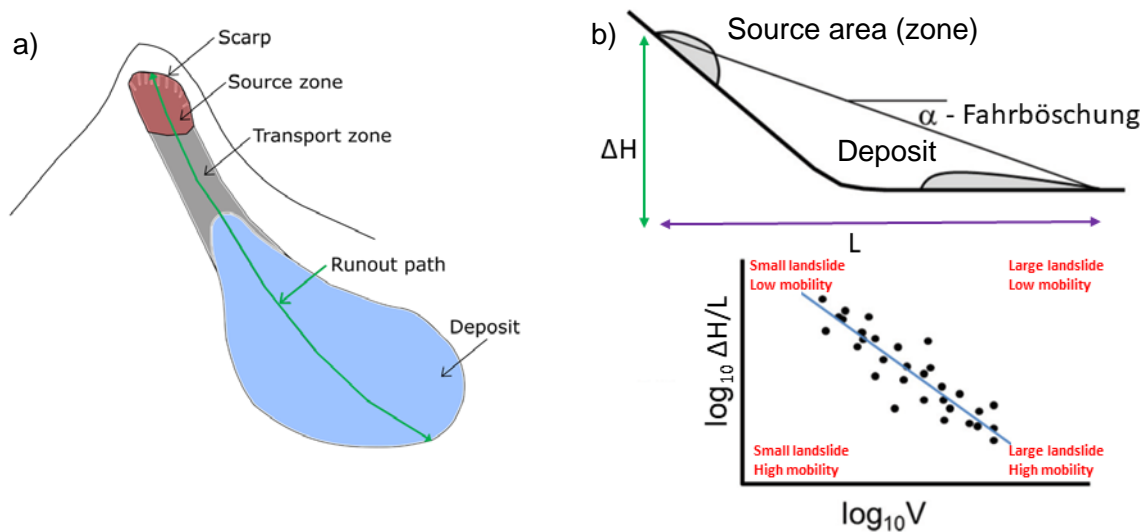 a)
Scarp
Source zone
Transport zone
Runout path
Deposit
b)
Source area (zone)
α - Fahrböschung
ΔH
Deposit
L
Small landslide
Low mobility
Large landslide
Low mobility
log₁₀ ΔH/L
Small landslide
High mobility
Large landslide
High mobility
log₁₀V